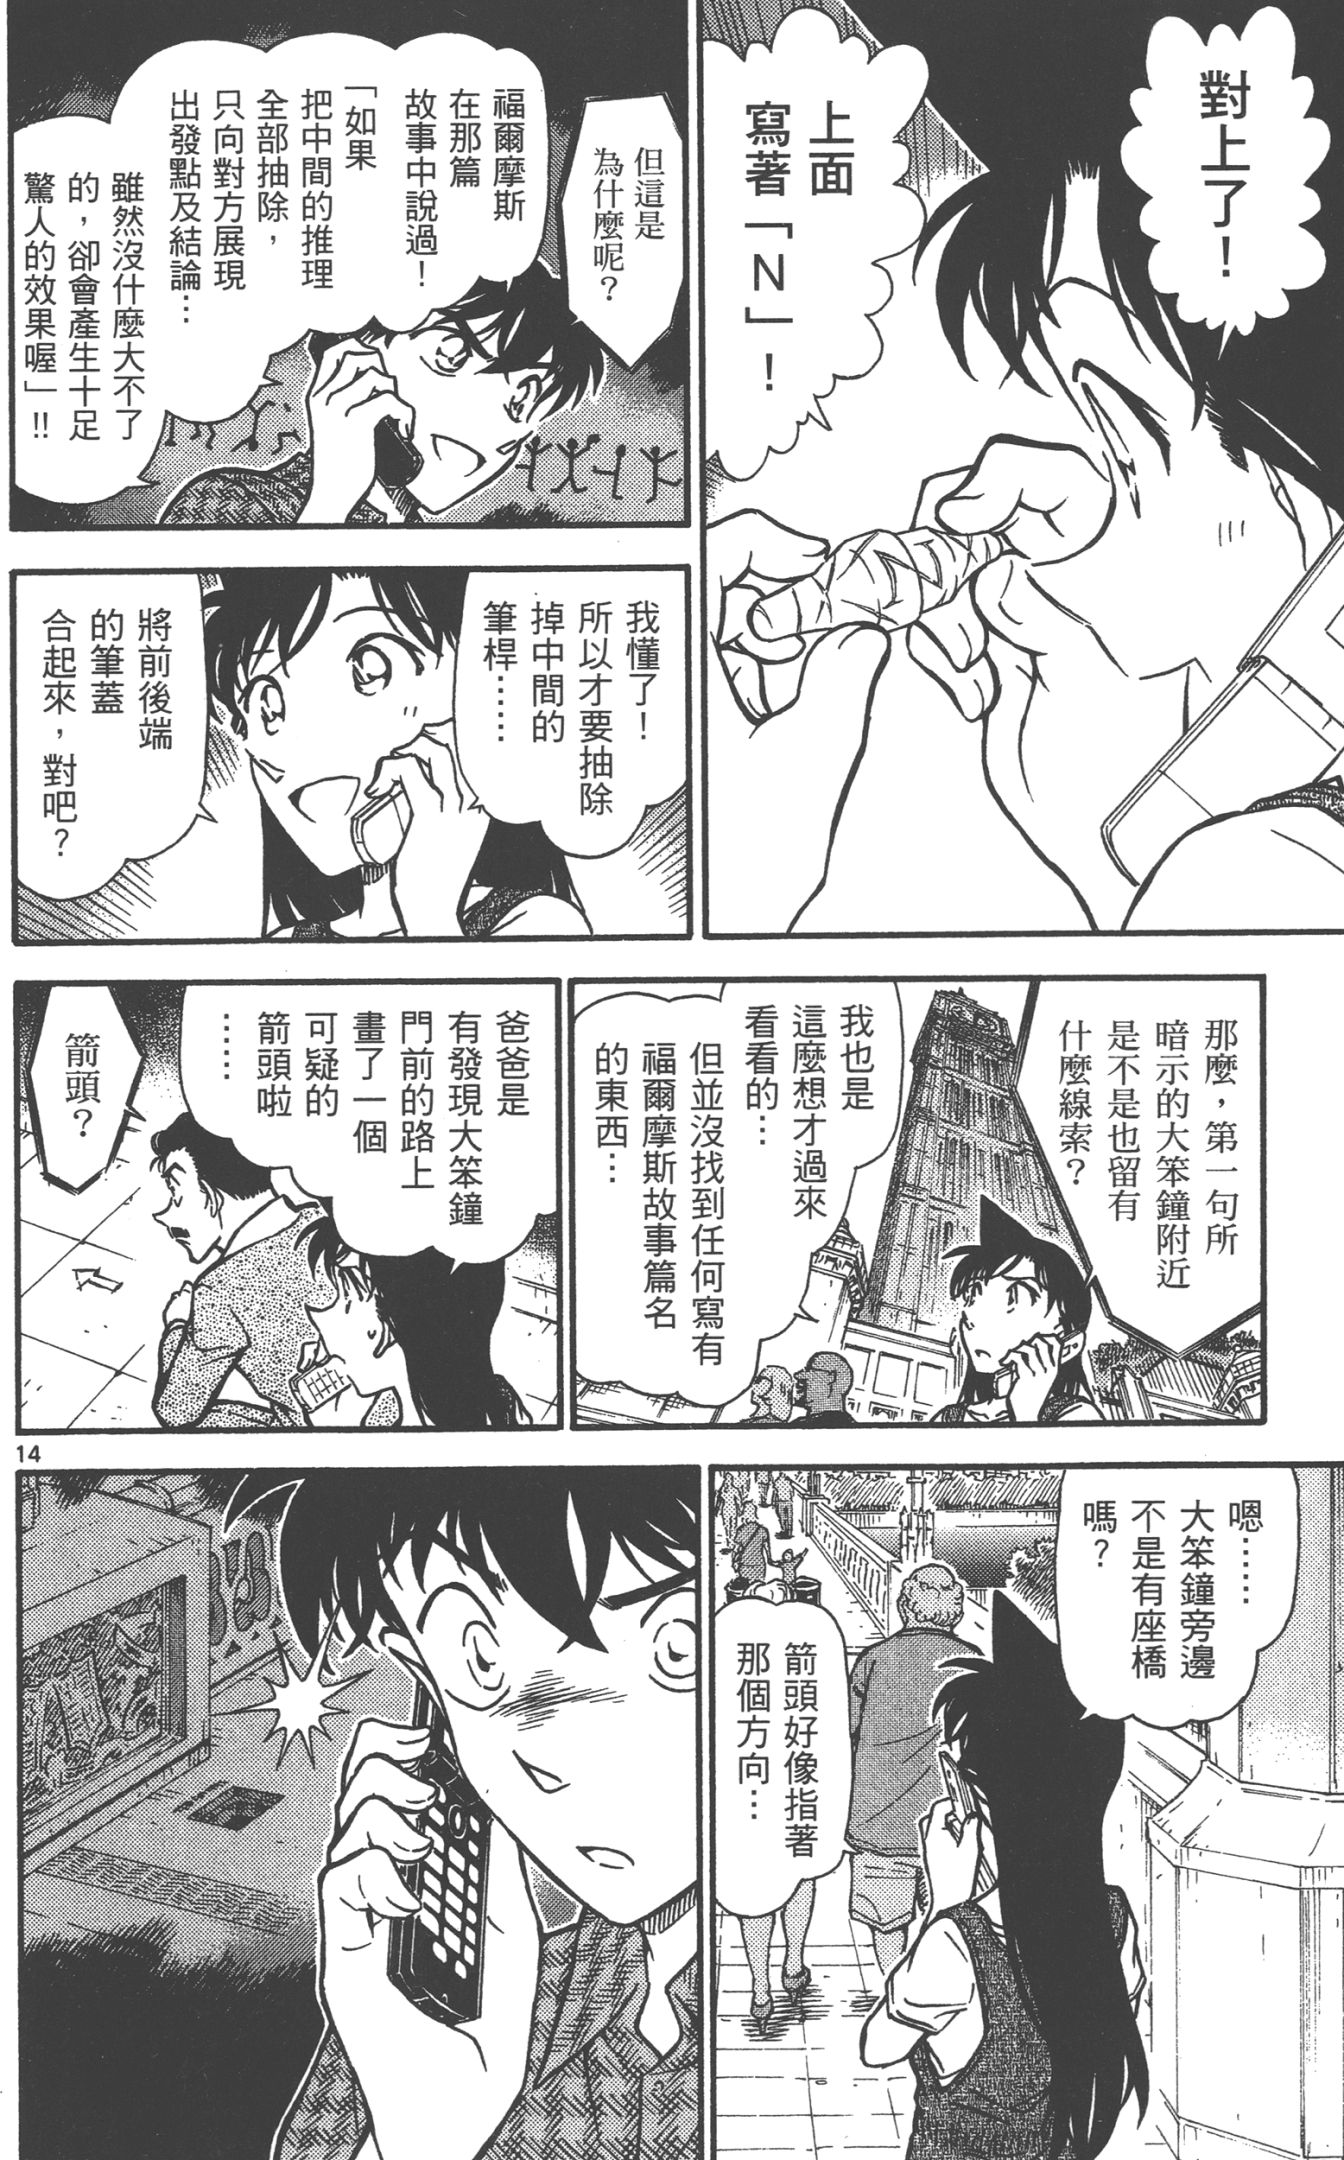 對上了！
上面
寫著「N」！
但這是
為什麼呢？
福爾摩斯
在那篇
故事中說過！
「如果
把中間的推理
全部抽除，
只向對方展現
出發點及結論…
雖然沒什麼大不了
的，卻會產生十足
驚人的效果喔」!!
我懂了！
所以才要抽除
掉中間的
筆桿……
將前後端
的筆蓋
合起來，對吧？
那麼，第一句所
暗示的大笨鐘附近
是不是也留有
什麼線索？
我也是
這麼想才過來
看看的…
但並沒找到任何寫有
福爾摩斯故事篇名
的東西…
爸爸是
有發現大笨鐘
門前的路上
畫了一個
可疑的
箭頭啦
……
箭頭？
14
嗯……
大笨鐘旁邊
不是有座橋
嗎？
箭頭好像指著
那個方向…